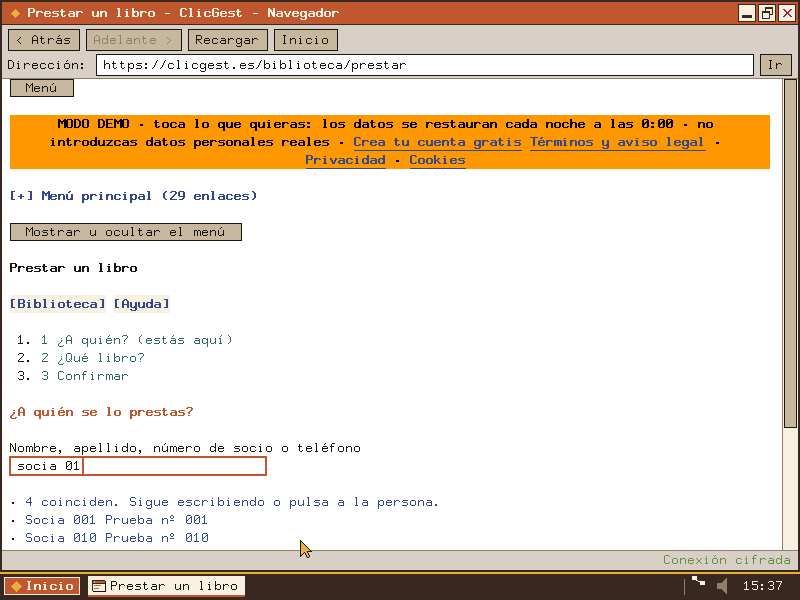 Prestar un libro - ClicGest - Navegador
< Atrás Adelante > Recargar Inicio
Dirección: https://clicgest.es/biblioteca/prestar Ir
Menú
MODO DEMO - toca lo que quieras: los datos se restauran cada noche a las 0:00 - no
introduzcas datos personales reales - Crea tu cuenta gratis Términos y aviso legal -
Privacidad - Cookies
[+] Menú principal (29 enlaces)
Mostrar u ocultar el menú
Prestar un libro
[Biblioteca] [Ayuda]
1. 1 ¿A quién? (estás aquí)
2. 2 ¿Qué libro?
3. 3 Confirmar
¿A quién se lo prestas?
Nombre, apellido, número de socio o teléfono
socia 01
· 4 coinciden. Sigue escribiendo o pulsa a la persona.
· Socia 001 Prueba nº 001
· Socia 010 Prueba nº 010
Conexión cifrada
Inicio Prestar un libro 15:37